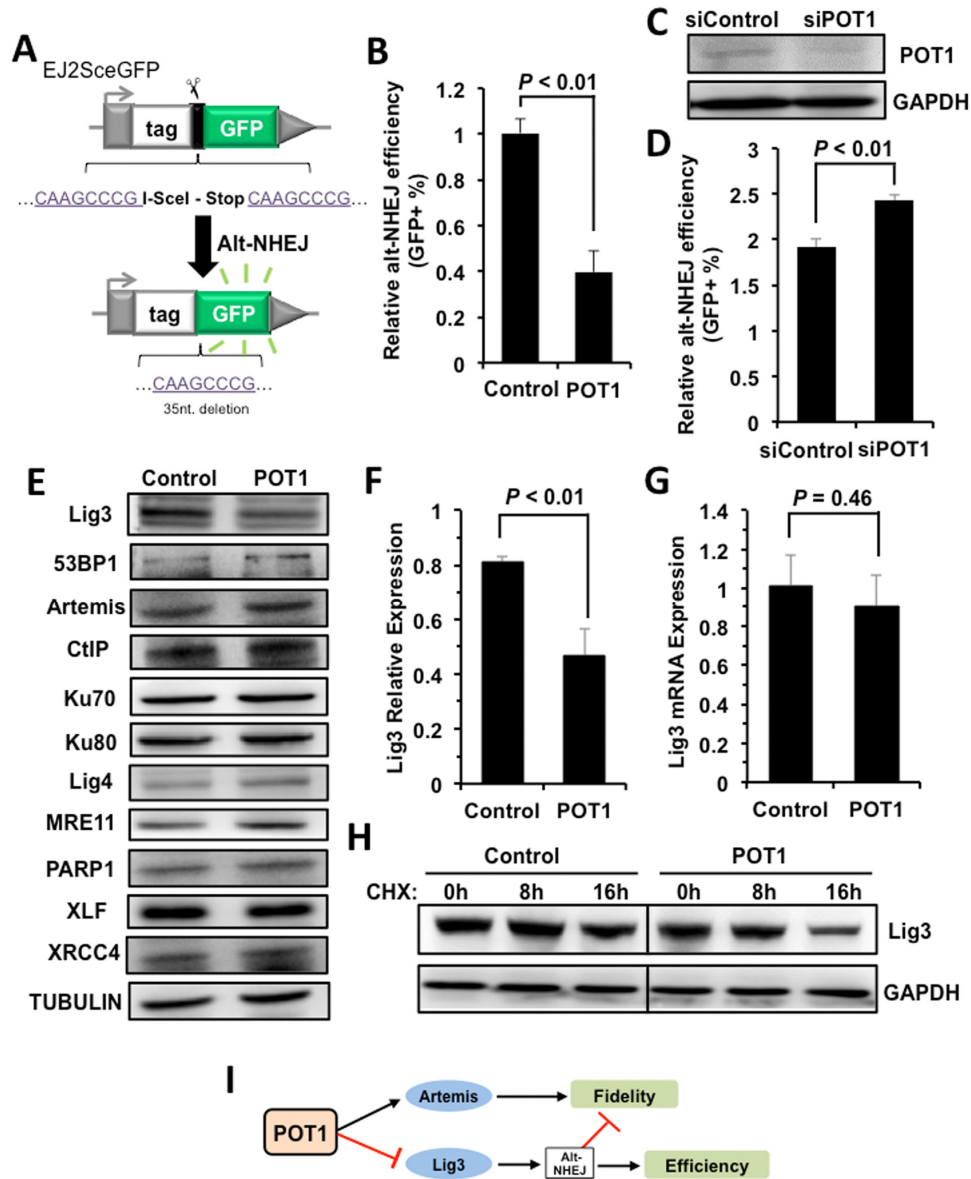 A
EJ2SceGFP
tag
GFP
...CAAGCCCG I-SceI - Stop CAAGCCCG...
Alt-NHEJ
tag
GFP
...CAAGCCCG...
35nt. deletion
B
P < 0.01
Relative alt-NHEJ efficiency
(GFP+ %)
1.2
1
0.8
0.6
0.4
0.2
0
Control POT1
C
siControl siPOT1
POT1
GAPDH
D
P < 0.01
Relative alt-NHEJ efficiency
(GFP+ %)
3
2.5
2
1.5
1
0.5
0
siControl siPOT1
E
Control POT1
Lig3
53BP1
Artemis
CtIP
Ku70
Ku80
Lig4
MRE11
PARP1
XLF
XRCC4
TUBULIN
F
P < 0.01
Lig3 Relative Expression
1
0.8
0.6
0.4
0.2
0
Control POT1
G
P = 0.46
Lig3 mRNA Expression
1.4
1.2
1
0.8
0.6
0.4
0.2
0
Control POT1
H
Control POT1
CHX: 0h 8h 16h 0h 8h 16h
Lig3
GAPDH
I
POT1
Artemis
Fidelity
Lig3
Alt-
NHEJ
Efficiency